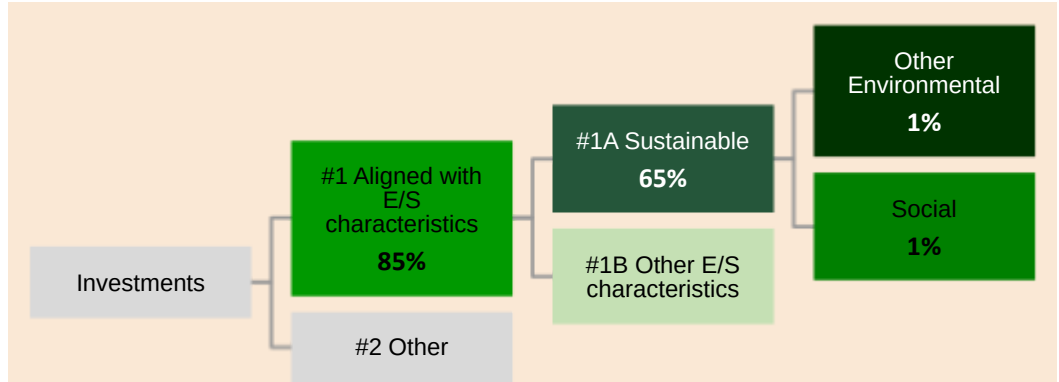 Other
Environmental
1%
#1A Sustainable
65%
#1 Aligned with
E/S
characteristics
85%
Social
1%
Investments
#1B Other E/S
characteristics
#2 Other